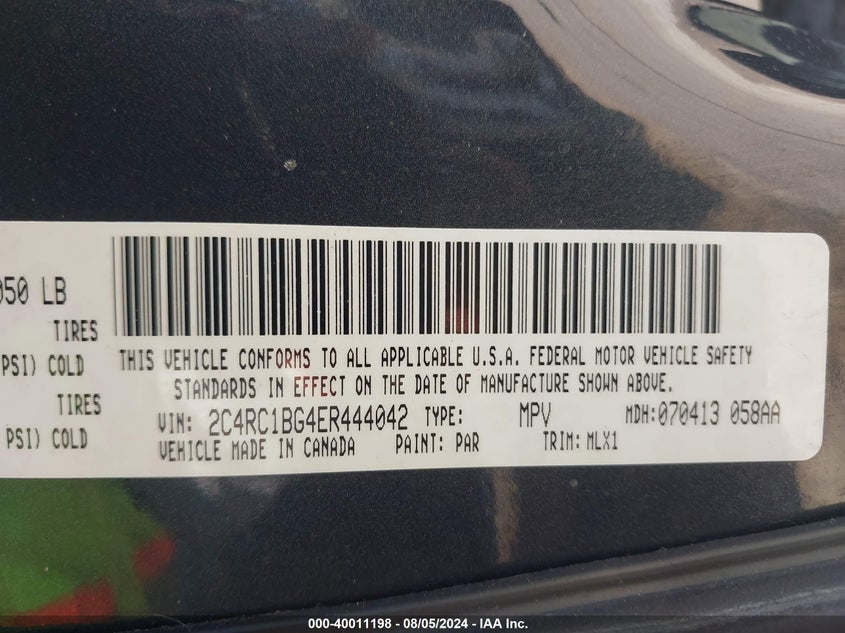 050 LB
TIRES
PSI) COLD
TIRES
PSI) COLD
THIS VEHICLE CONFORMS TO ALL APPLICABLE U.S.A. FEDERAL MOTOR VEHICLE SAFETY
STANDARDS IN EFFECT ON THE DATE OF MANUFACTURE SHOWN ABOVE.
VIN: 2C4RC1BG4ER444042 TYPE: MPV MDH:070413 058AA
VEHICLE MADE IN CANADA PAINT: PAR TRIM: MLX1
000-40011198 - 08/05/2024 - IAA Inc.